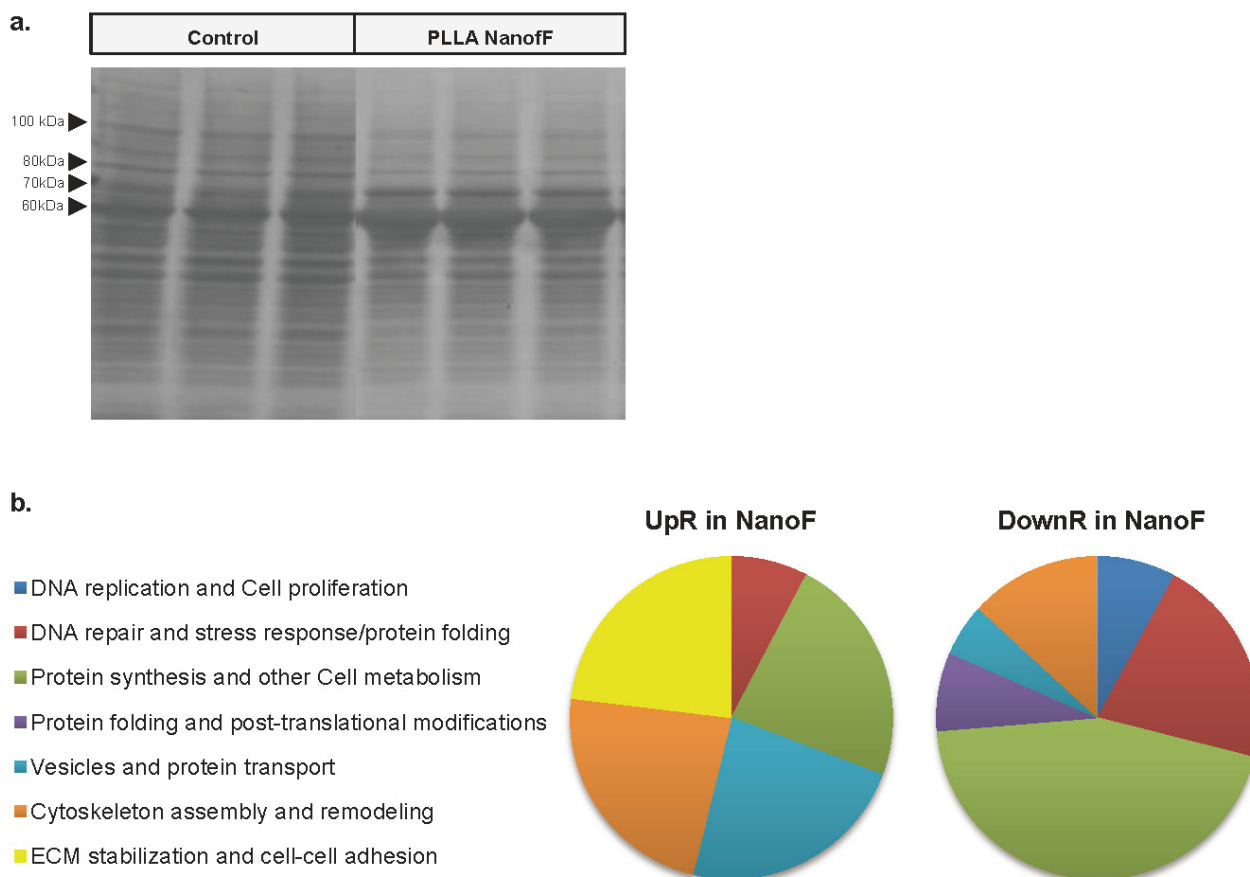 a.
Control
PLLA NanofF
100 kDa
80kDa
70kDa
60kDa
b.
UpR in NanoF
DownR in NanoF
DNA replication and Cell proliferation
DNA repair and stress response/protein folding
Protein synthesis and other Cell metabolism
Protein folding and post-translational modifications
Vesicles and protein transport
Cytoskeleton assembly and remodeling
ECM stabilization and cell-cell adhesion